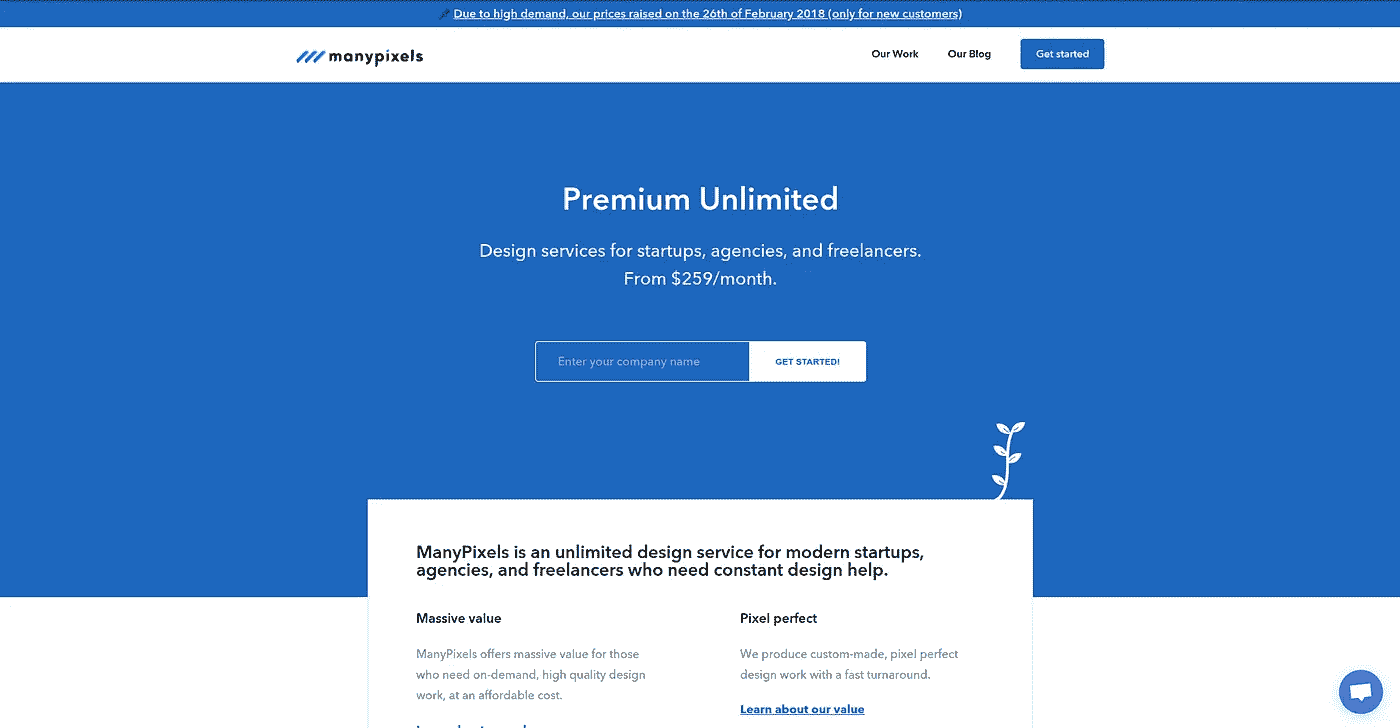 Due to high demand, our prices raised on the 26th of February 2018 (only for new customers)
manypixels
Our Work
Our Blog
Get started
Premium Unlimited
Design services for startups, agencies, and freelancers.
From $259/month.
Enter your company name
GET STARTED!
ManyPixels is an unlimited design service for modern startups,
agencies, and freelancers who need constant design help.
Massive value
ManyPixels offers massive value for those
who need on-demand, high quality design
work, at an affordable cost.
Pixel perfect
We produce custom-made, pixel perfect
design work with a fast turnaround.
Learn about our value